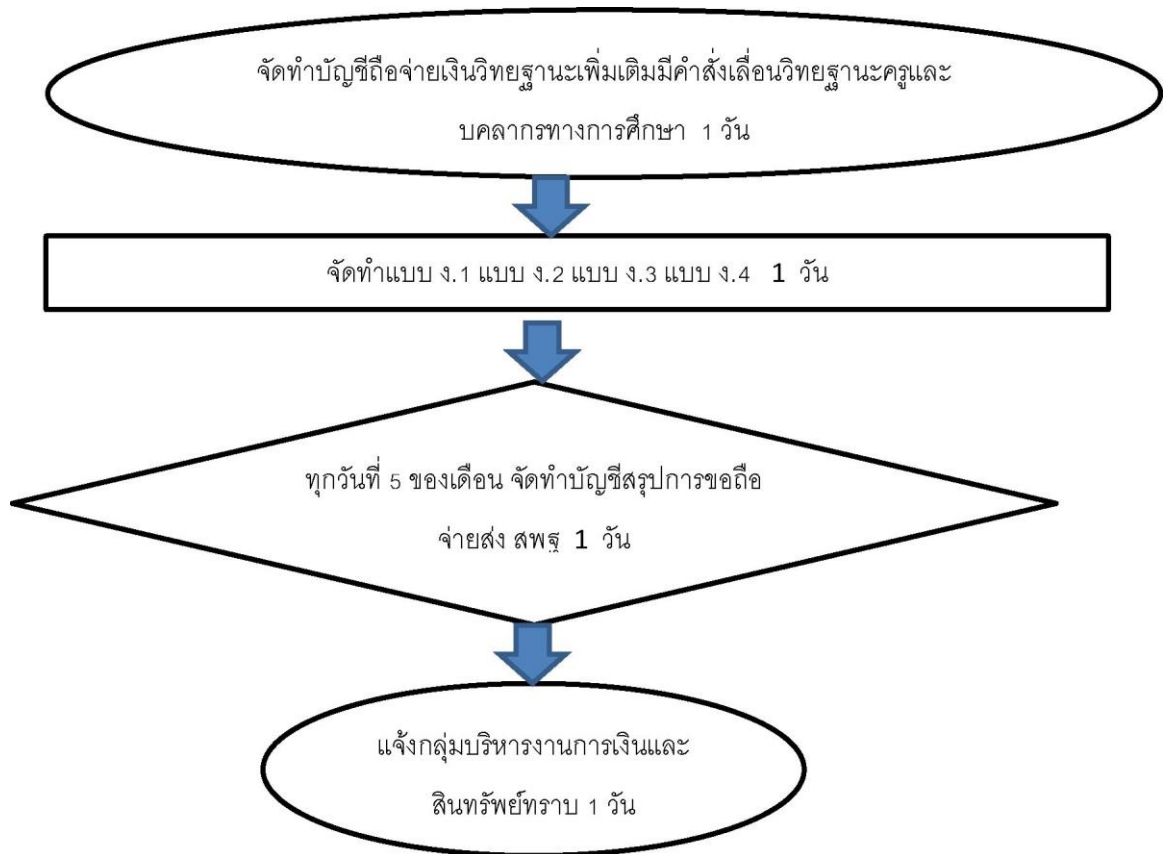 จัดทำบัญชีถือจ่ายเงินวิทยฐานะเพิ่มเติมมีคำสั่งเลื่อนวิทยฐานะครูและ
บคลากรทางการศึกษา 1 วัน
จัดทำแบบ ง.1 แบบ ง.2 แบบ ง.3 แบบ ง.4 1 วัน
ทุกวันที่ 5 ของเดือน จัดทำบัญชีสรุปการขอถือ
จ่ายส่ง สพฐ 1 วัน
แจ้งกลุ่มบริหารงานการเงินและ
สินทรัพย์ทราบ 1 วัน